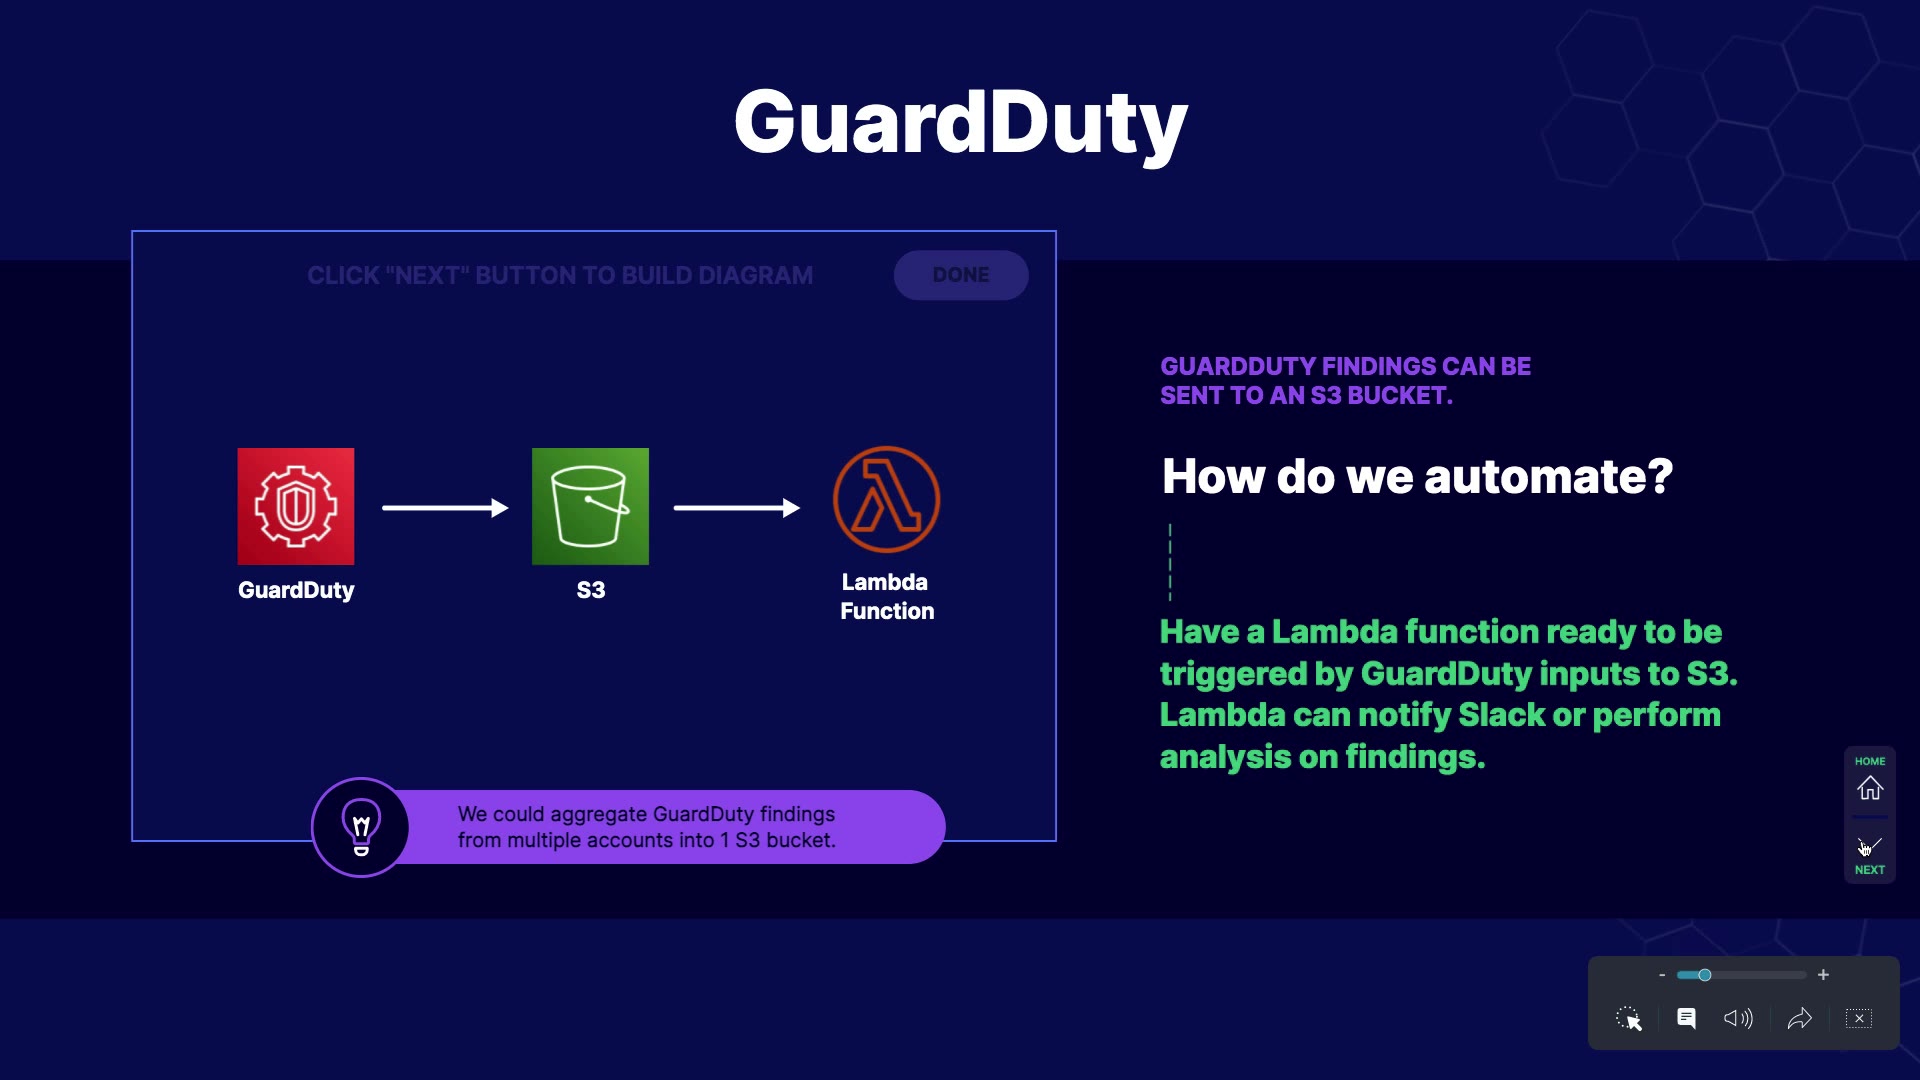 GuardDuty
CLICK "NEXT" BUTTON TO BUILD DIAGRAM
DONE
GuardDuty
S3
Lambda
Function
We could aggregate GuardDuty findings
from multiple accounts into 1 S3 bucket.
GUARDDUTY FINDINGS CAN BE
SENT TO AN S3 BUCKET.
How do we automate?
Have a Lambda function ready to be
triggered by GuardDuty inputs to S3.
Lambda can notify Slack or perform
analysis on findings.
HOME
NEXT
- +